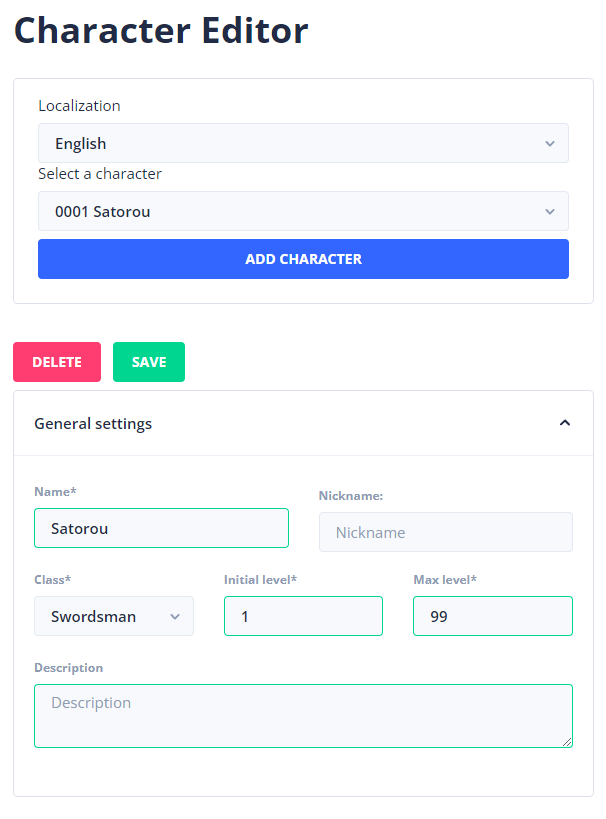 Character Editor
Localization
English
Select a character
0001 Satorou
ADD CHARACTER
DELETE SAVE
General settings
Name* Nickname:
Satorou Nickname
Class* Initial level* Max level*
Swordsman 1 99
Description
Description